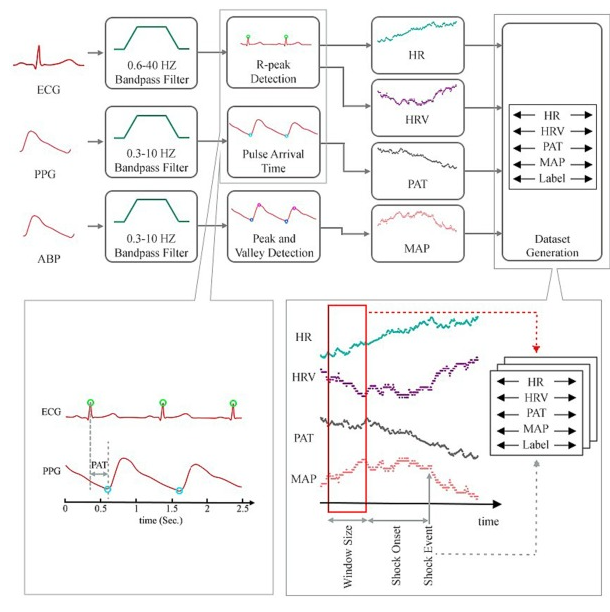 ECG
0.6-40 HZ
Bandpass Filter
R-peak
Detection
HR
PPG
0.3-10 HZ
Bandpass Filter
Pulse Arrival
Time
HRV
PAT
ABP
0.3-10 HZ
Bandpass Filter
Peak and
Valley Detection
MAP
HR
HRV
PAT
MAP
Label
Dataset
Generation
ECG
PAT
PPG
0
0.5
1
1.5
2
2.5
time (Sec.)
HR
HRV
PAT
MAP
time
Window Size
Shock Onset
Shock Event
HR
HRV
PAT
MAP
Label